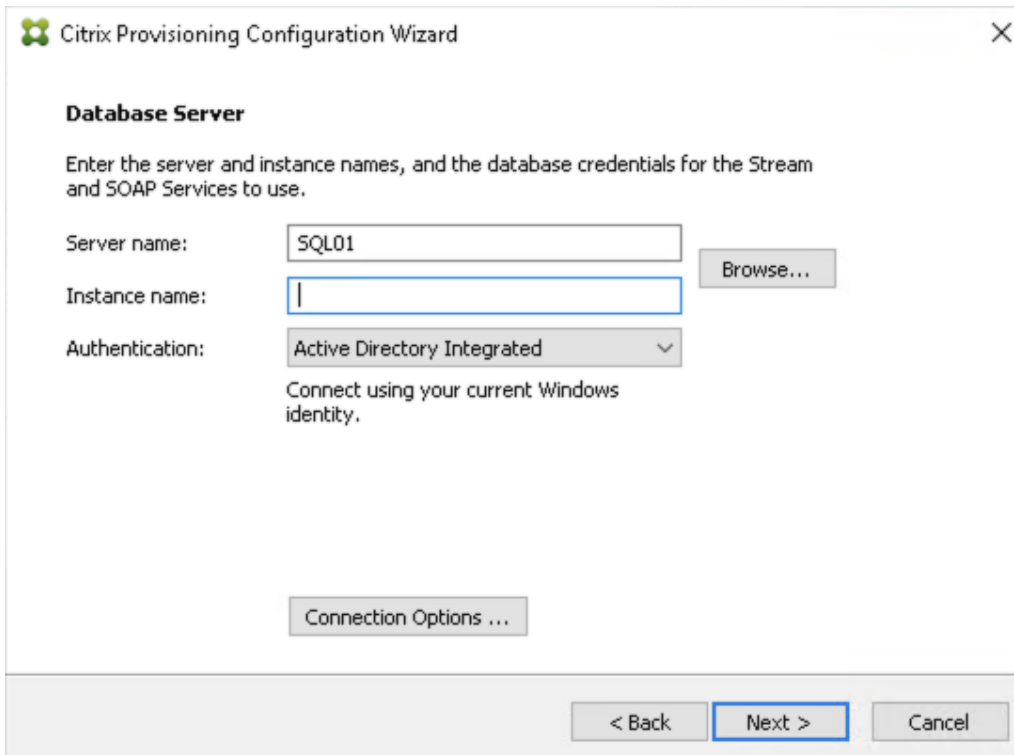 Citrix Provisioning Configuration Wizard
Database Server
Enter the server and instance names, and the database credentials for the Stream
and SOAP Services to use.
Server name:
SQL01
Browse...
Instance name:
Authentication:
Active Directory Integrated
Connect using your current Windows
identity.
Connection Options ...
< Back
Next >
Cancel